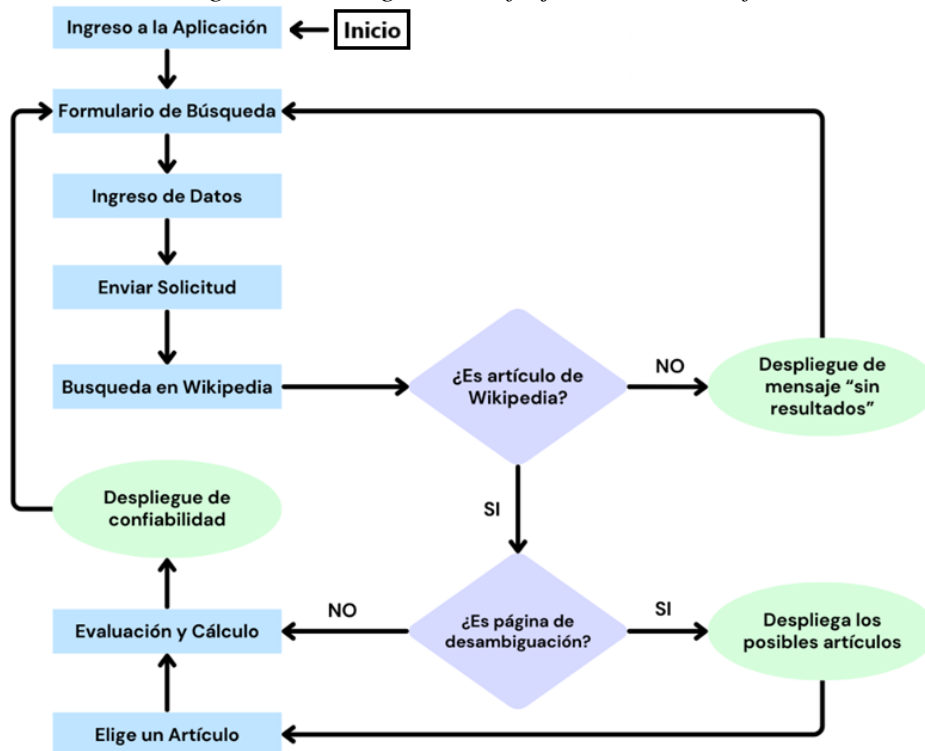 Ingreso a la Aplicación
Inicio
Formulario de Búsqueda
Ingreso de Datos
Enviar Solicitud
Busqueda en Wikipedia
¿Es artículo de
Wikipedia?
NO
Despliegue de
mensaje “sin
resultados”
SI
Despliegue de
confiabilidad
¿Es página de
desambiguación?
NO
SI
Evaluación y Cálculo
Despliega los
posibles artículos
Elige un Artículo